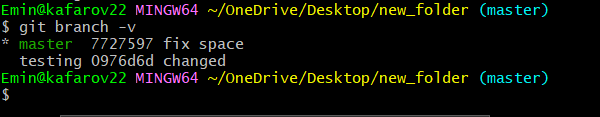 Emin@kafarov22 MINGW64 ~/OneDrive/Desktop/new_folder (master)
$ git branch -v
* master  7727597 fix space
  testing 0976d6d changed
Emin@kafarov22 MINGW64 ~/OneDrive/Desktop/new_folder (master)
$